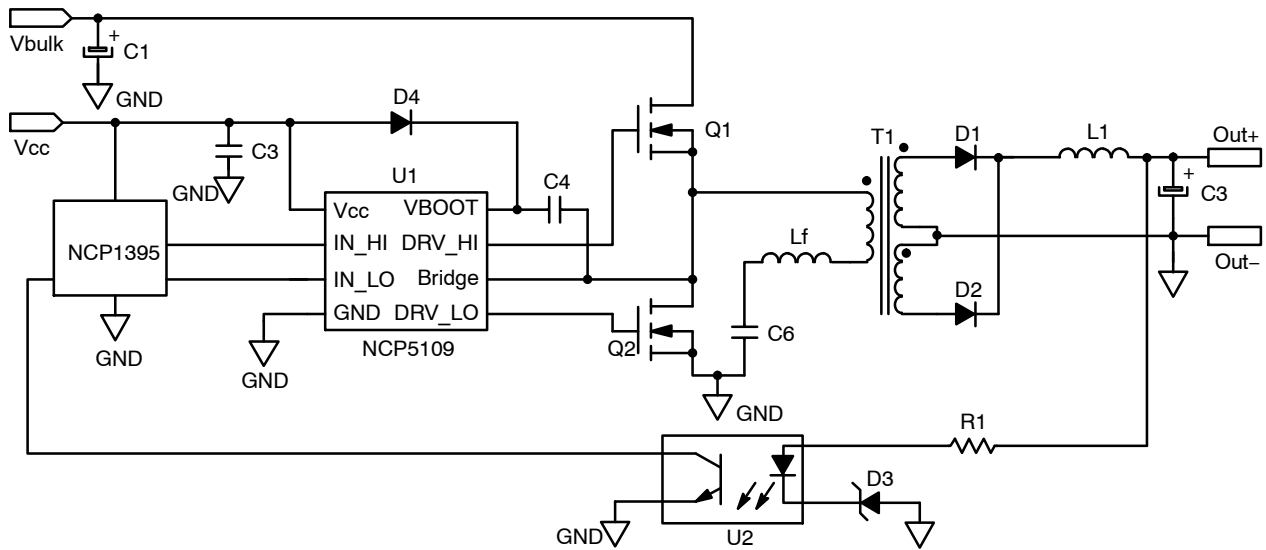 Vbulk
+
C1
GND
Vcc
D4
C3
GND
U1
Vcc
VBOOT
IN_HI
DRV_HI
IN_LO
Bridge
GND
DRV_LO
NCP5109
C4
NCP1395
GND
GND
Q1
Q2
GND
Lf
C6
T1
D1
D2
L1
Out+
+
C3
Out−
R1
D3
GND
U2